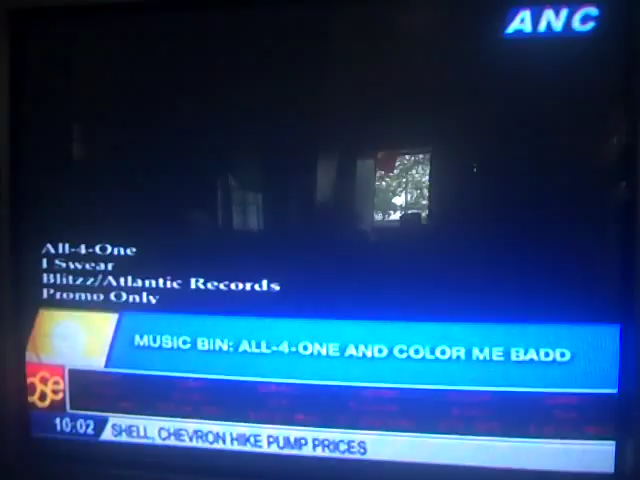 ANC
All-4-One
I Swear
Blitzz/Atlantic Records
Promo Only
MUSIC BIN: ALL-4-ONE AND COLOR ME BADD
10:02 SHELL, CHEVRON HIKE PUMP PRICES